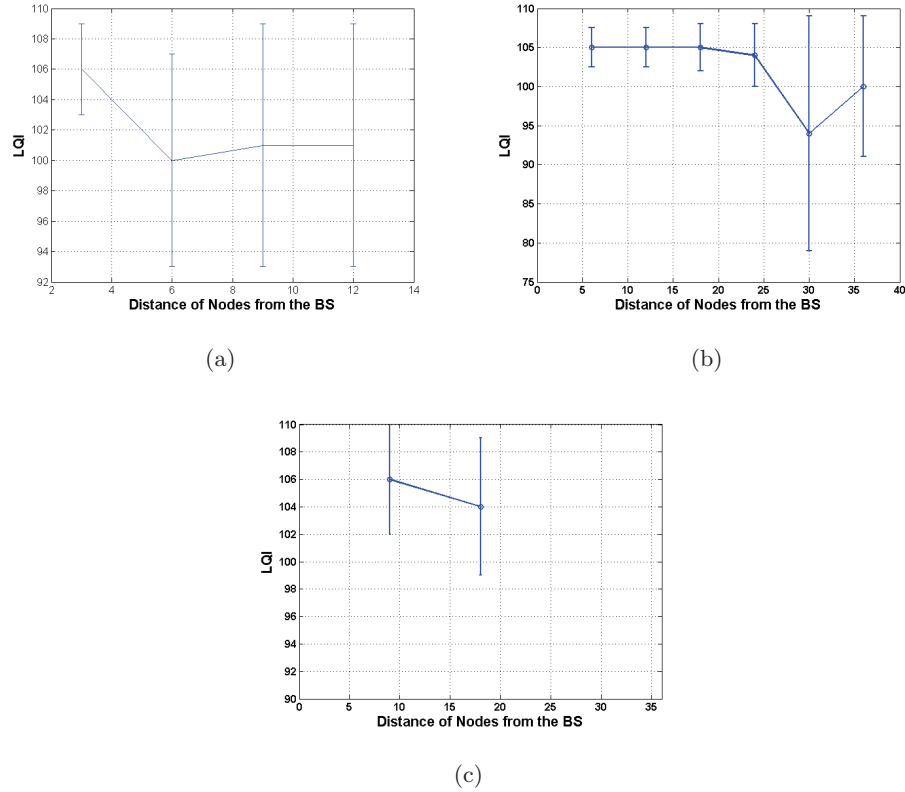 110
108
106
104
102
100
98
96
94
92
LQI
2 4 6 8 10 12 14
Distance of Nodes from the BS
(a)
110
105
100
95
90
85
80
75
LQI
0 5 10 15 20 25 30 35 40
Distance of Nodes from the BS
(b)
110
108
106
104
102
100
98
96
94
92
90
LQI
0 5 10 15 20 25 30 35
Distance of Nodes from the BS
(c)